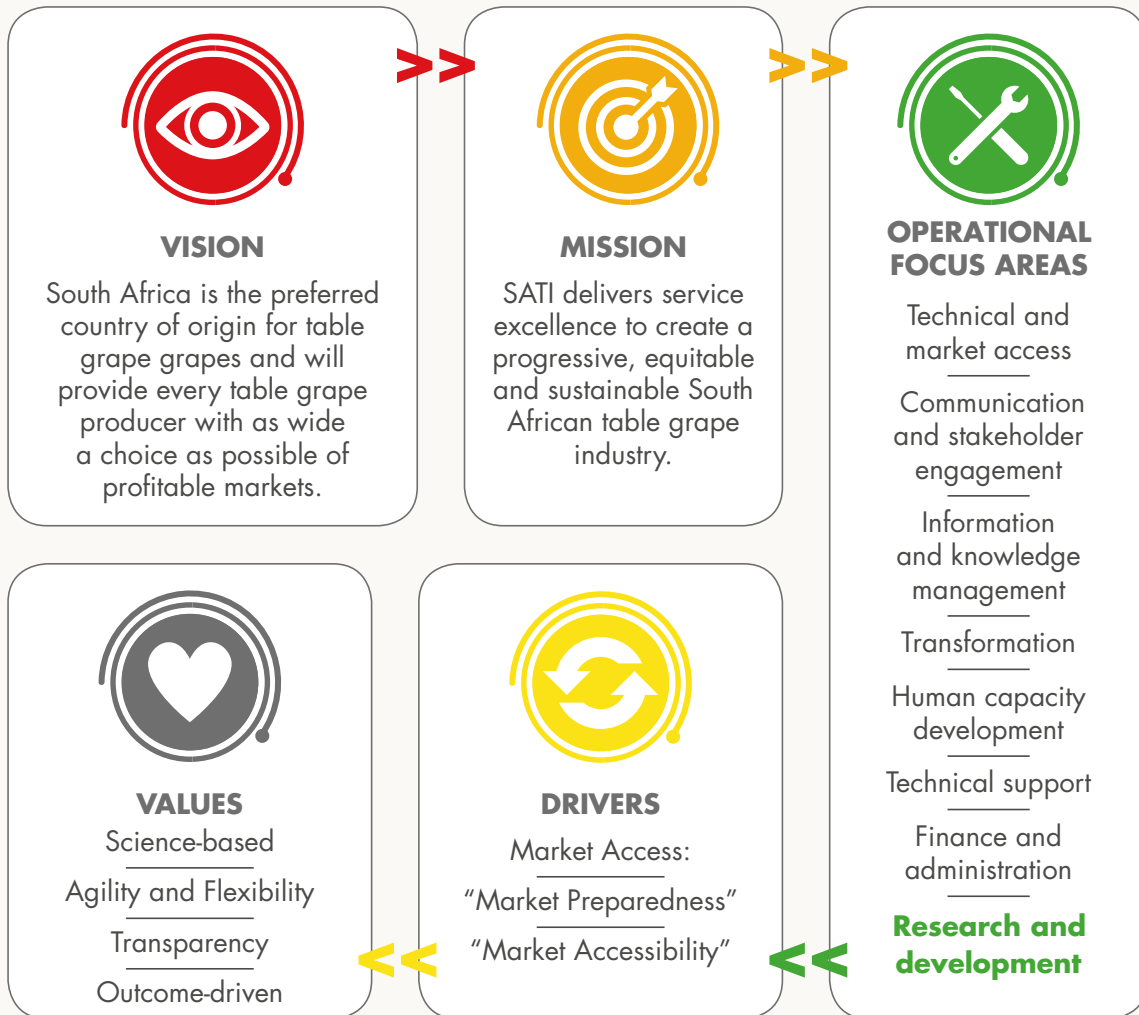 VISION
South Africa is the preferred
country of origin for table
grape grapes and will
provide every table grape
producer with as wide
a choice as possible of
profitable markets.
MISSION
SATI delivers service
excellence to create a
progressive, equitable
and sustainable South
African table grape
industry.
OPERATIONAL
FOCUS AREAS
Technical and
market access
Communication
and stakeholder
engagement
Information
and knowledge
management
Transformation
Human capacity
development
Technical support
Finance and
administration
Research and
development
DRIVERS
Market Access:
“Market Preparedness”
“Market Accessibility”
VALUES
Science-based
Agility and Flexibility
Transparency
Outcome-driven